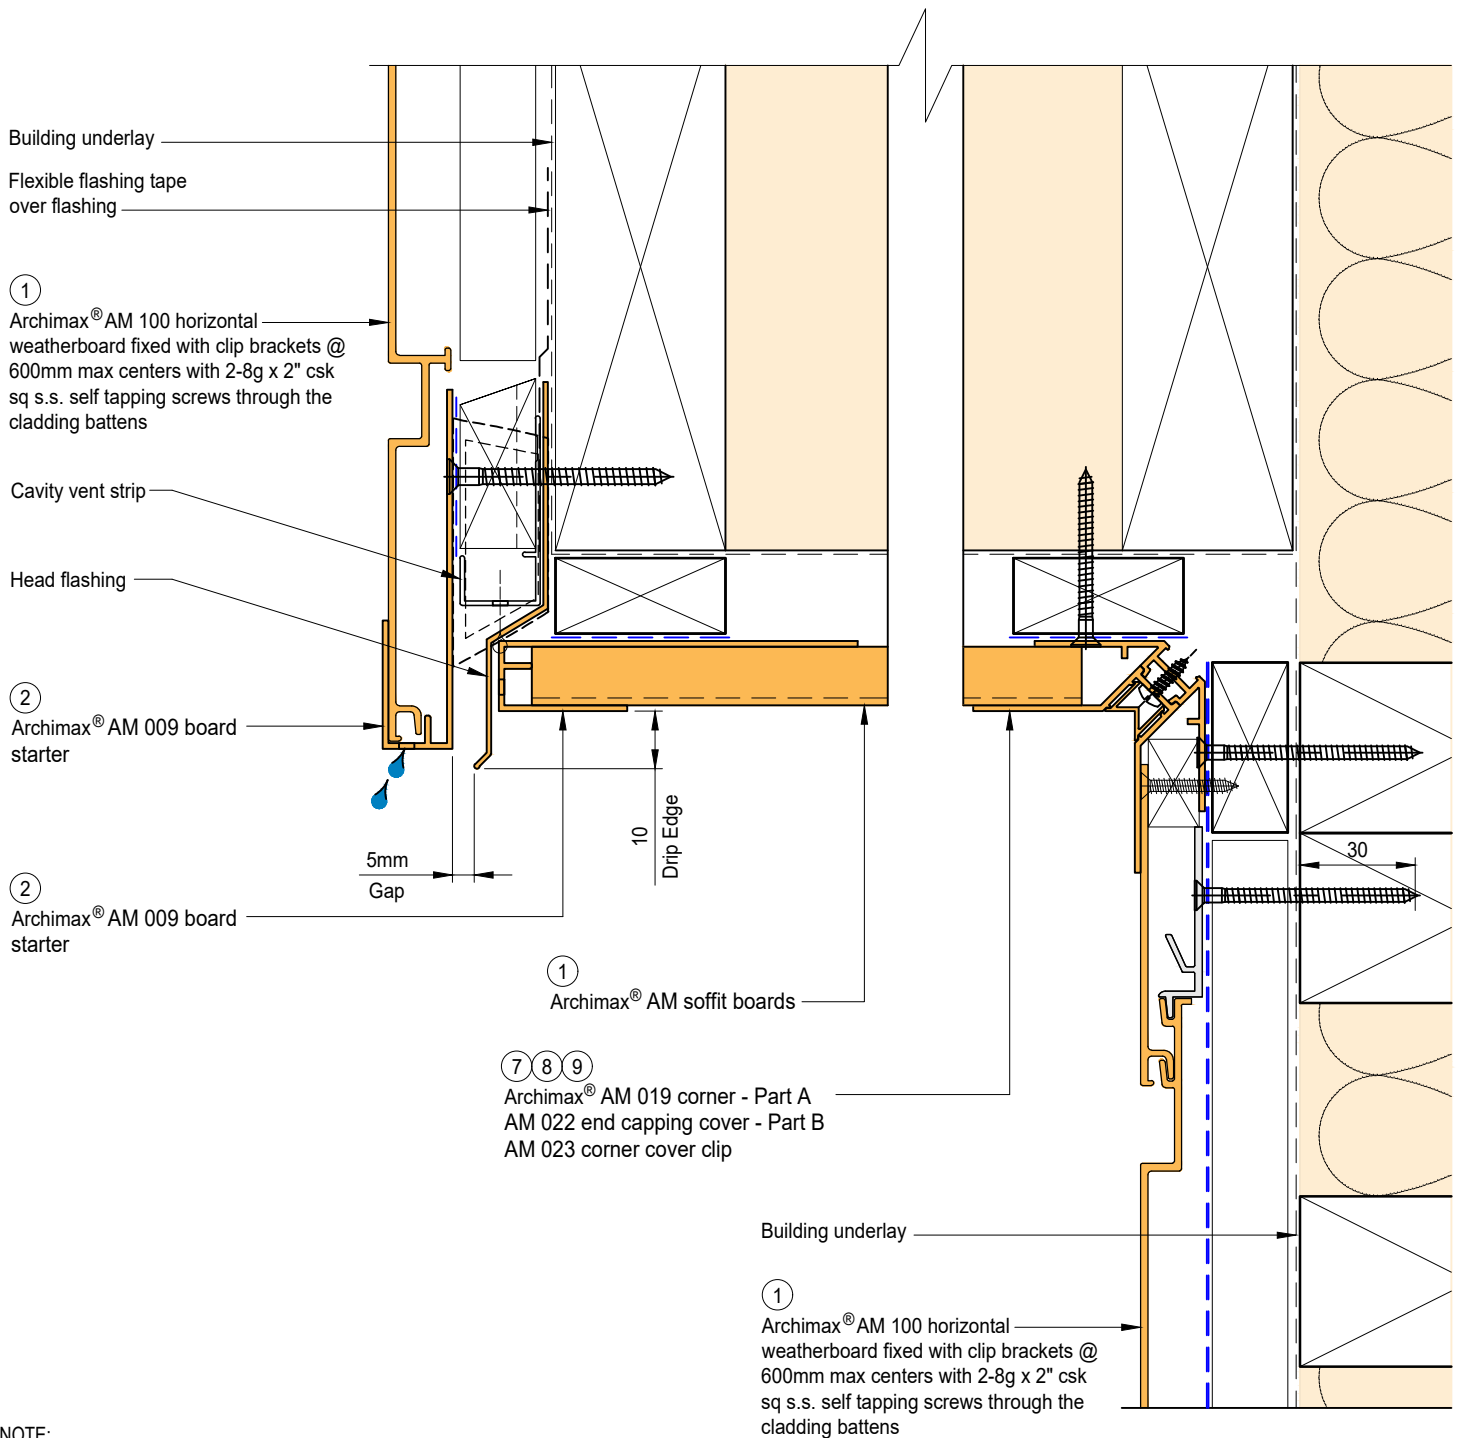 Building underlay
Flexible flashing tape
over flashing
1
Archimax® AM 100 horizontal
weatherboard fixed with clip brackets @
600mm max centers with 2-8g x 2" csk
sq s.s. self tapping screws through the
cladding battens
Cavity vent strip
Head flashing
2
Archimax® AM 009 board
starter
5mm
Gap
10
Drip Edge
30
2
Archimax® AM 009 board
starter
1
Archimax® AM soffit boards
7 8 9
Archimax® AM 019 corner - Part A
AM 022 end capping cover - Part B
AM 023 corner cover clip
Building underlay
1
Archimax® AM 100 horizontal
weatherboard fixed with clip brackets @
600mm max centers with 2-8g x 2" csk
sq s.s. self tapping screws through the
cladding battens
NOTE: